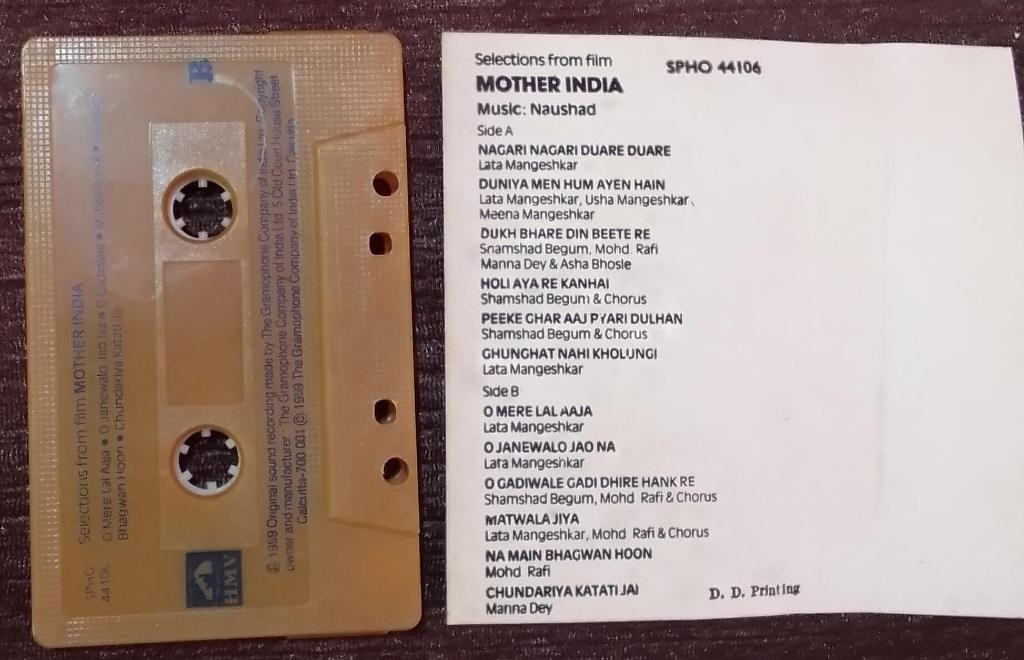 B
Selections from film MOTHER INDIA
O Mere Lal Aaja • O Janewalo Jao Na • O Gadiwale •
Bhagwan Hoon • Chundariya Katati Ja
SPHO
44106
HMV
℗ 1959 Original sound recording made by The Gramophone Company of India Ltd. Copyright
owner and manufacturer The Gramophone Company of India Ltd. 5 Old Court House Street
Calcutta-700 001 © 1959 The Gramophone Company of India Ltd. Calcutta
Selections from film
SPHO 44106
MOTHER INDIA
Music: Naushad
Side A
NAGARI NAGARI DUARE DUARE
Lata Mangeshkar
DUNIYA MEN HUM AYEN HAIN
Lata Mangeshkar, Usha Mangeshkar,
Meena Mangeshkar
DUKH BHARE DIN BEETE RE
Shamshad Begum, Mohd. Rafi
Manna Dey & Asha Bhosle
HOLI AYA RE KANHAI
Shamshad Begum & Chorus
PEEKE GHAR AAJ PYARI DULHAN
Shamshad Begum & Chorus
GHUNGHAT NAHI KHOLUNGI
Lata Mangeshkar
Side B
O MERE LAL AAJA
Lata Mangeshkar
O JANEWALO JAO NA
Lata Mangeshkar
O GADIWALE GADI DHIRE HANK RE
Shamshad Begum, Mohd Rafi & Chorus
MATWALA JIYA
Lata Mangeshkar, Mohd Rafi & Chorus
NA MAIN BHAGWAN HOON
Mohd Rafi
CHUNDARIYA KATATI JAI
Manna Dey
D. D. Printing